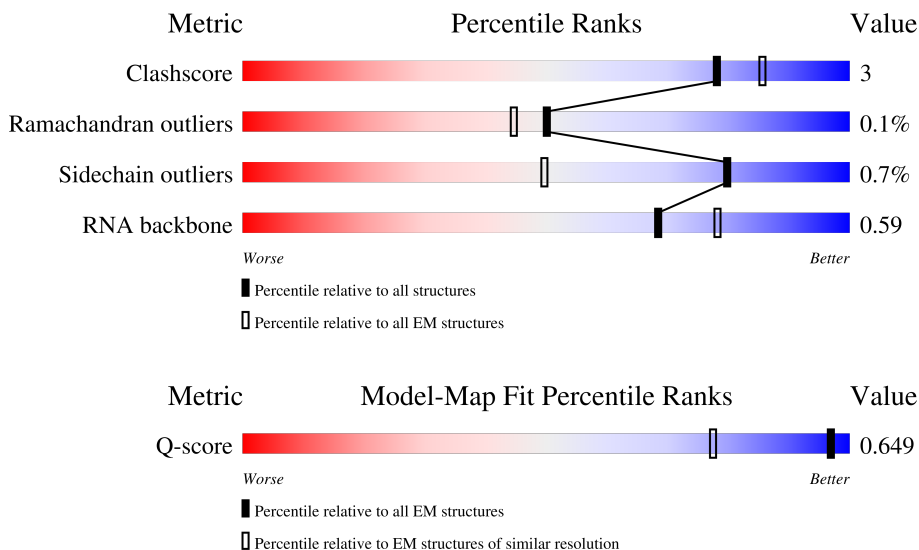 Metric Percentile Ranks Value
Clashscore 3
Ramachandran outliers 0.1%
Sidechain outliers 0.7%
RNA backbone 0.59
Worse Better
Percentile relative to all structures
Percentile relative to all EM structures
Metric Model-Map Fit Percentile Ranks Value
Q-score 0.649
Worse Better
Percentile relative to all EM structures
Percentile relative to EM structures of similar resolution